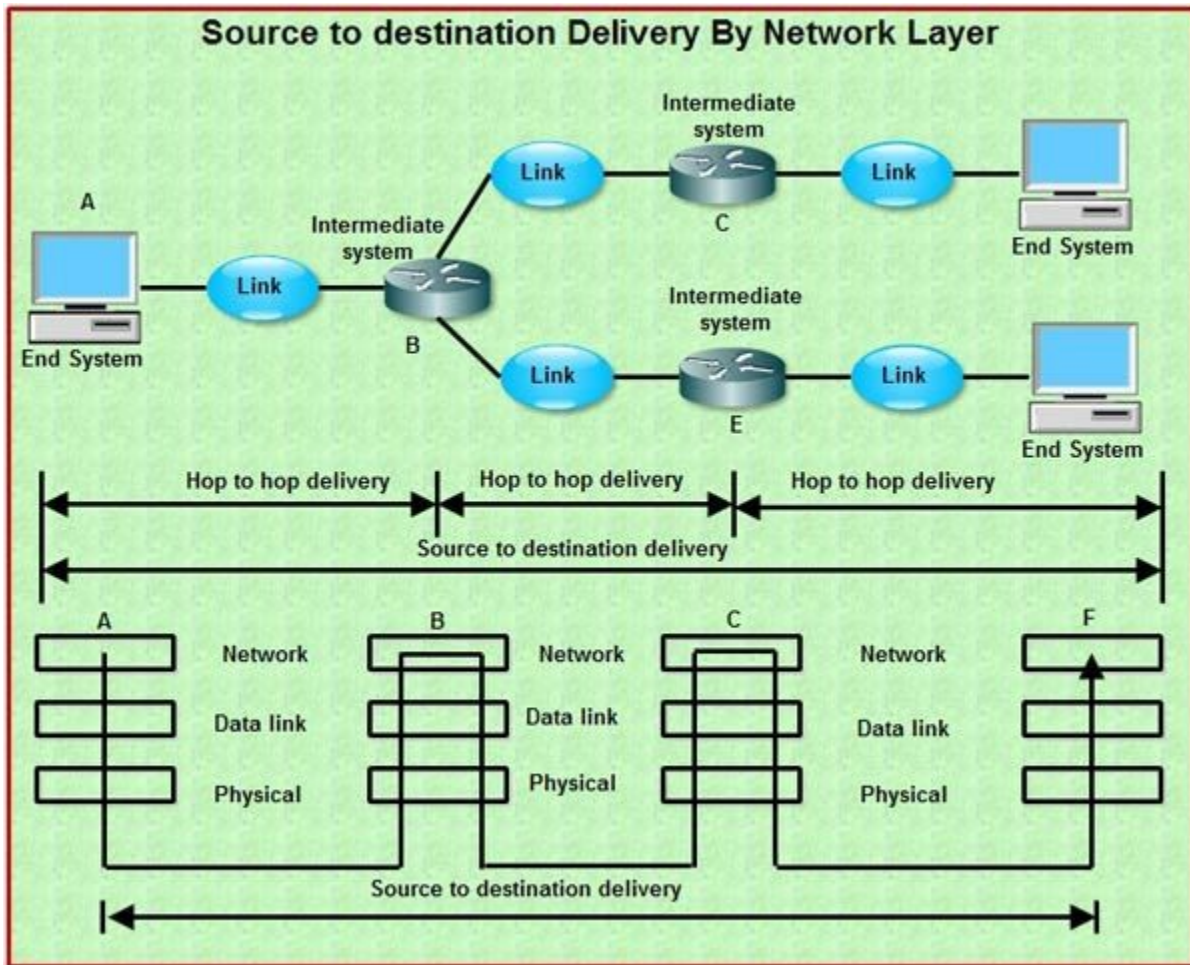 Source to destination Delivery By Network Layer
Intermediate
system
Link
Link
C
End System
A
Intermediate
system
Link
B
End System
Intermediate
system
Link
Link
E
End System
Hop to hop delivery
Hop to hop delivery
Hop to hop delivery
Source to destination delivery
A
B
C
F
Network
Network
Network
Data link
Data link
Data link
Physical
Physical
Physical
Source to destination delivery